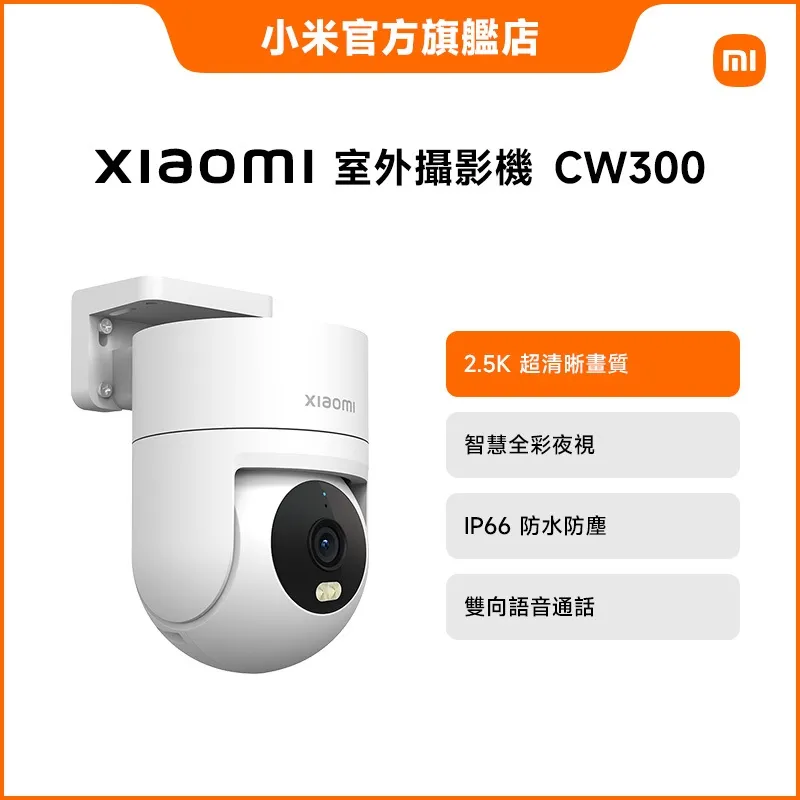 小米官方旗艦店
mi
xiaomi 室外攝影機 CW300
xiaomi
2.5K 超清晰畫質
智慧全彩夜視
IP66 防水防塵
雙向語音通話